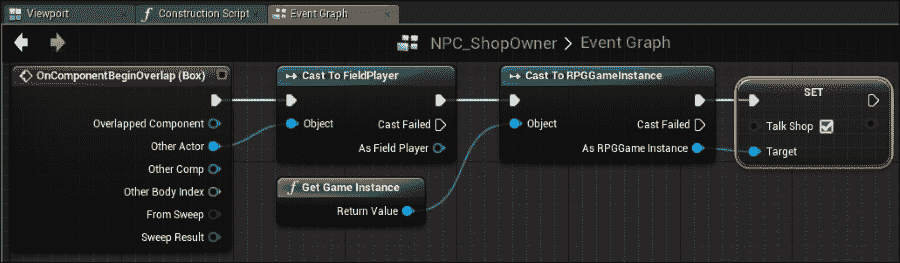 Viewport
Construction Script
Event Graph
NPC_ShopOwner > Event Graph
OnComponentBeginOverlap (Box)
Overlapped Component
Other Actor
Other Comp
Other Body Index
From Sweep
Sweep Result
Cast To FieldPlayer
Object
Cast Failed
As Field Player
f Get Game Instance
Return Value
Cast To RPGGameInstance
Object
Cast Failed
As RPGGame Instance
SET
Talk Shop
Target